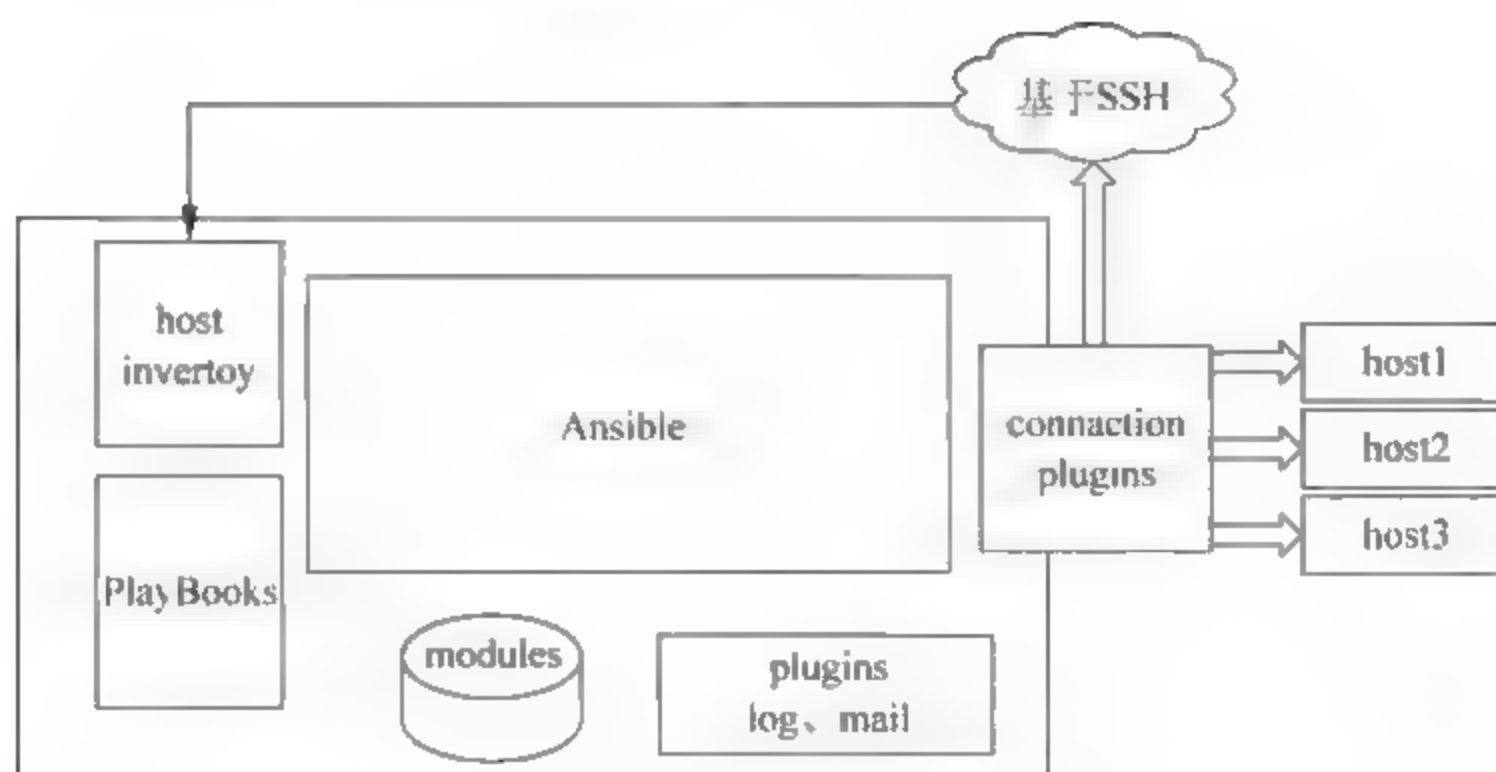 基于SSH
host
invertoy
Ansible
connaction
plugins
host1
host2
host3
PlayBooks
modules
plugins
log、mail